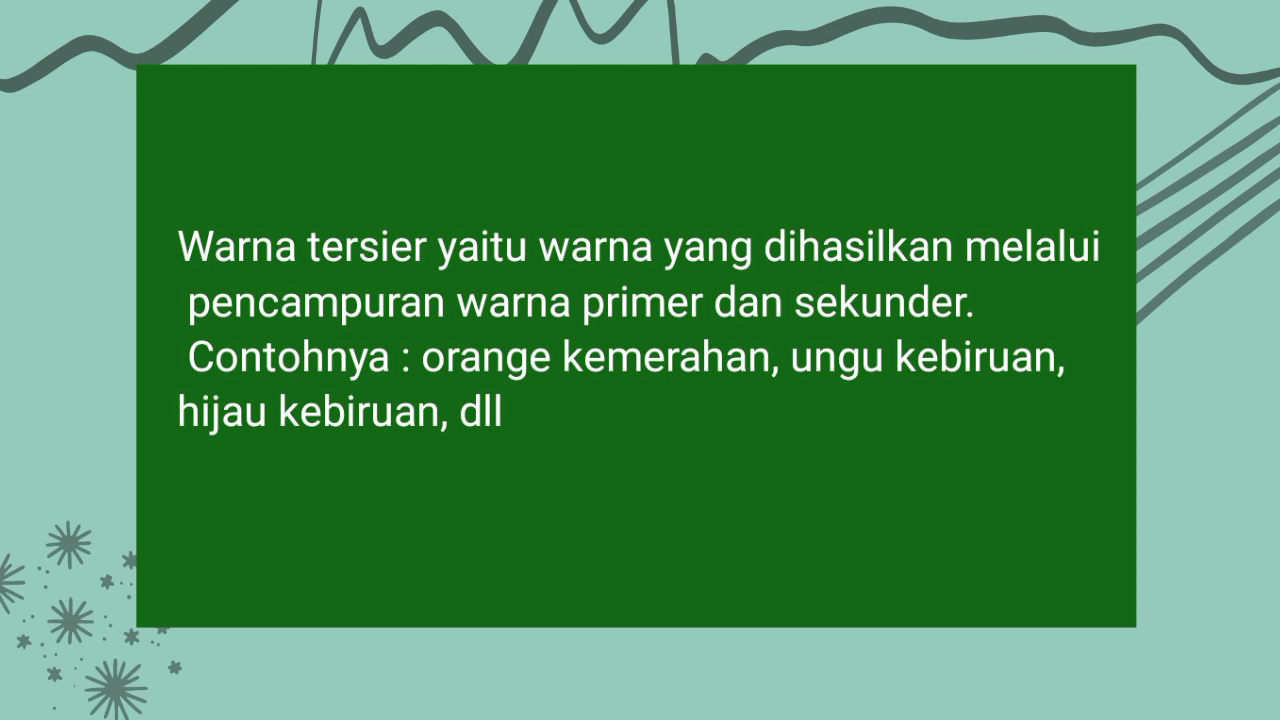 Warna tersier yaitu warna yang dihasilkan melalui
pencampuran warna primer dan sekunder.
Contohnya : orange kemerahan, ungu kebiruan,
hijau kebiruan, dll